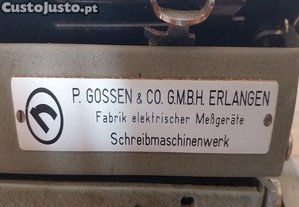 CustoJusto.pt
P. GOSSEN & CO. G.M.B.H. ERLANGEN
Fabrik elektrischer Meßgeräte
Schreibmaschinenwerk